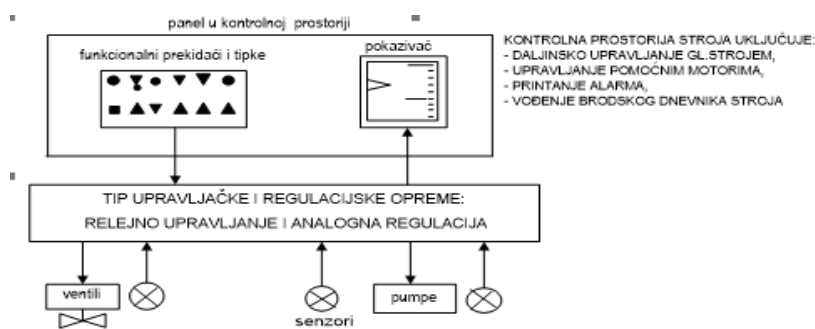 panel u kontrolnoj prostoriji
funkcionalni prekidači i tipke
pokazivač
KONTROLNA PROSTORIJA STROJA UKLJUČUJE:
- DALJINSKO UPRAVLJANJE GL.STROJEM,
- UPRAVLJANJE POMOĆNIM MOTORIMA,
- PRINTANJE ALARMA,
- VOĐENJE BRODSKOG DNEVNIKA STROJA
TIP UPRAVLJAČKE I REGULACIJSKE OPREME:
RELEJNO UPRAVLJANJE I ANALOGNA REGULACIJA
ventili
senzori
pumpe